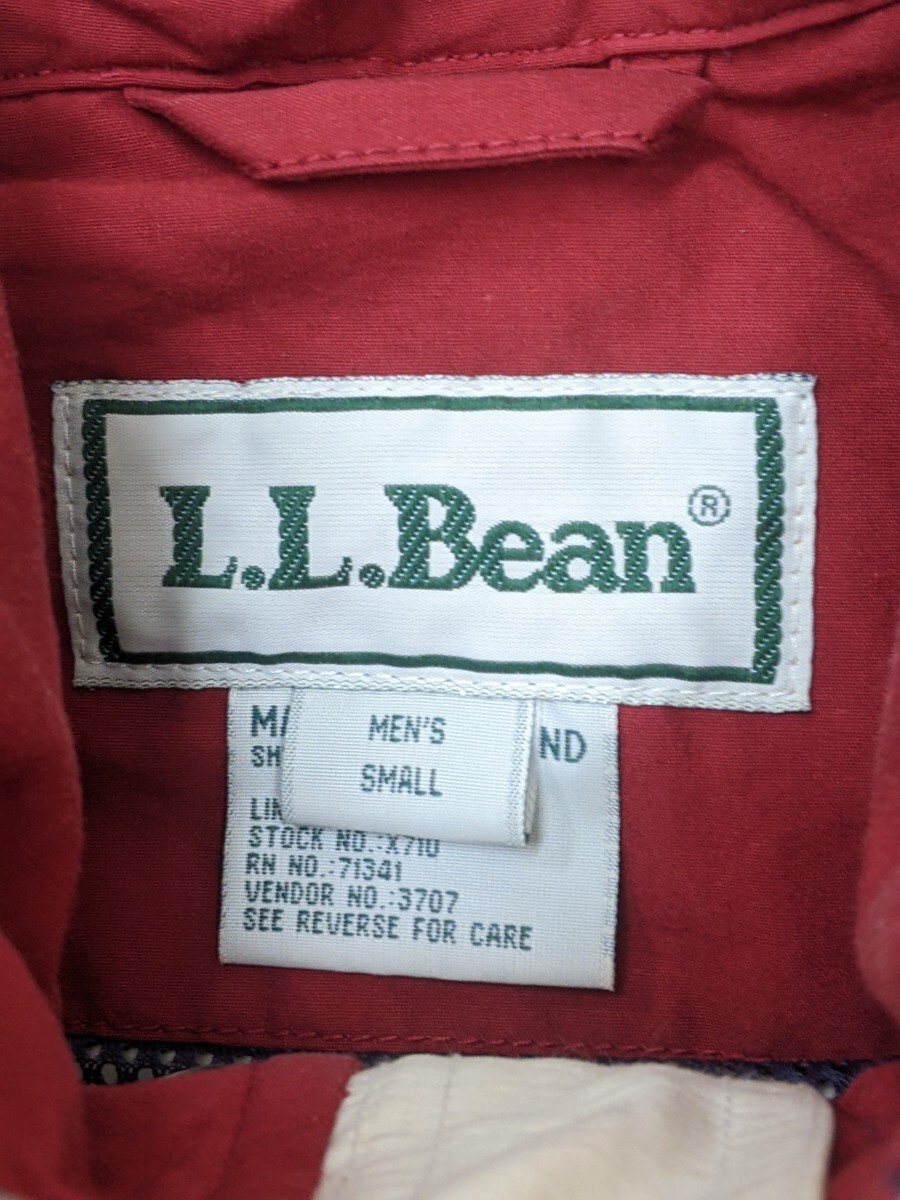 L.L.Bean®
MEN'S
SMALL
STOCK NO.:X710
RN NO.:71341
VENDOR NO.:3707
SEE REVERSE FOR CARE